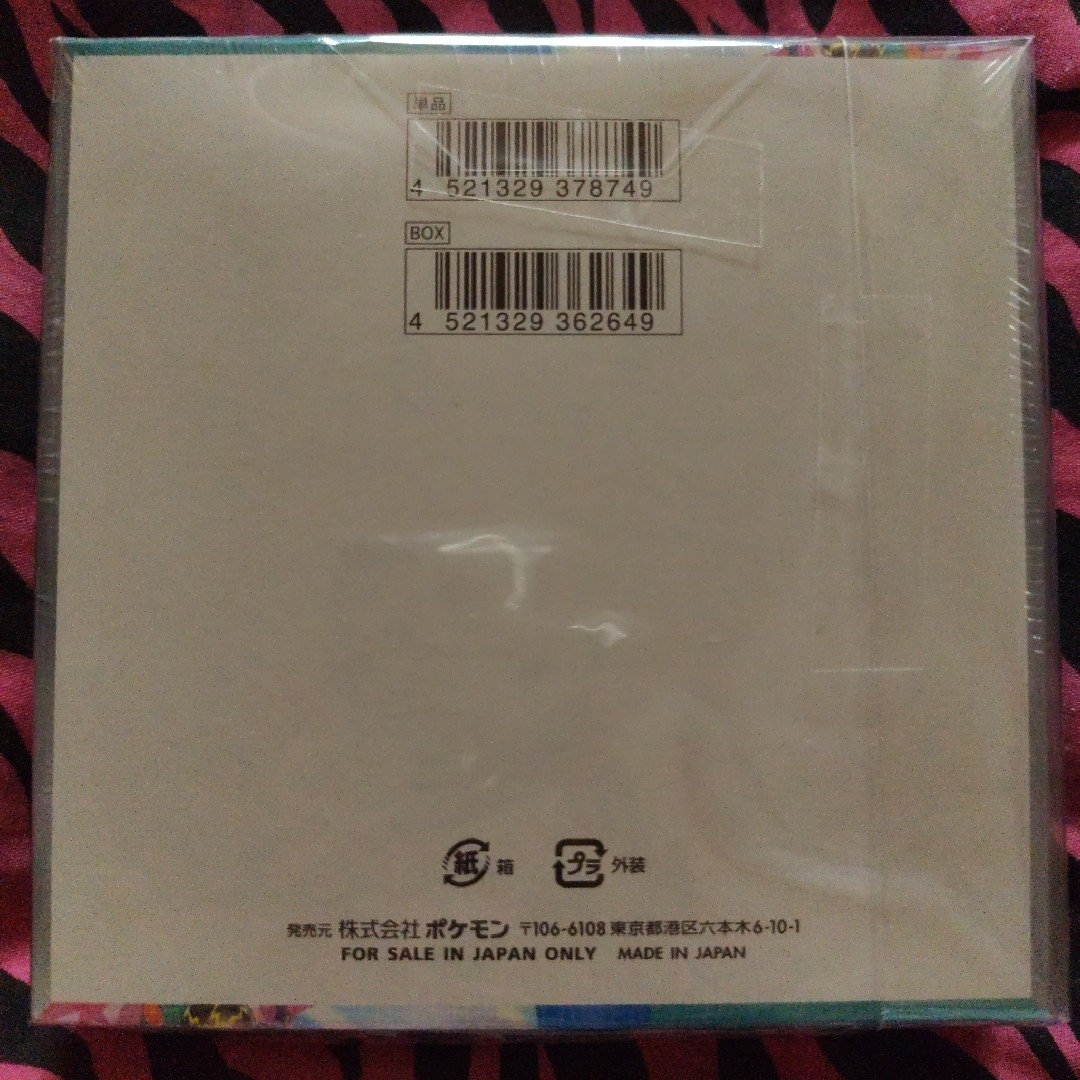 単品
4 521329 378749
BOX
4 521329 362649
紙 箱 プラ 外装
発売元 株式会社 ポケモン 〒106-6108 東京都港区六本木6-10-1
FOR SALE IN JAPAN ONLY MADE IN JAPAN